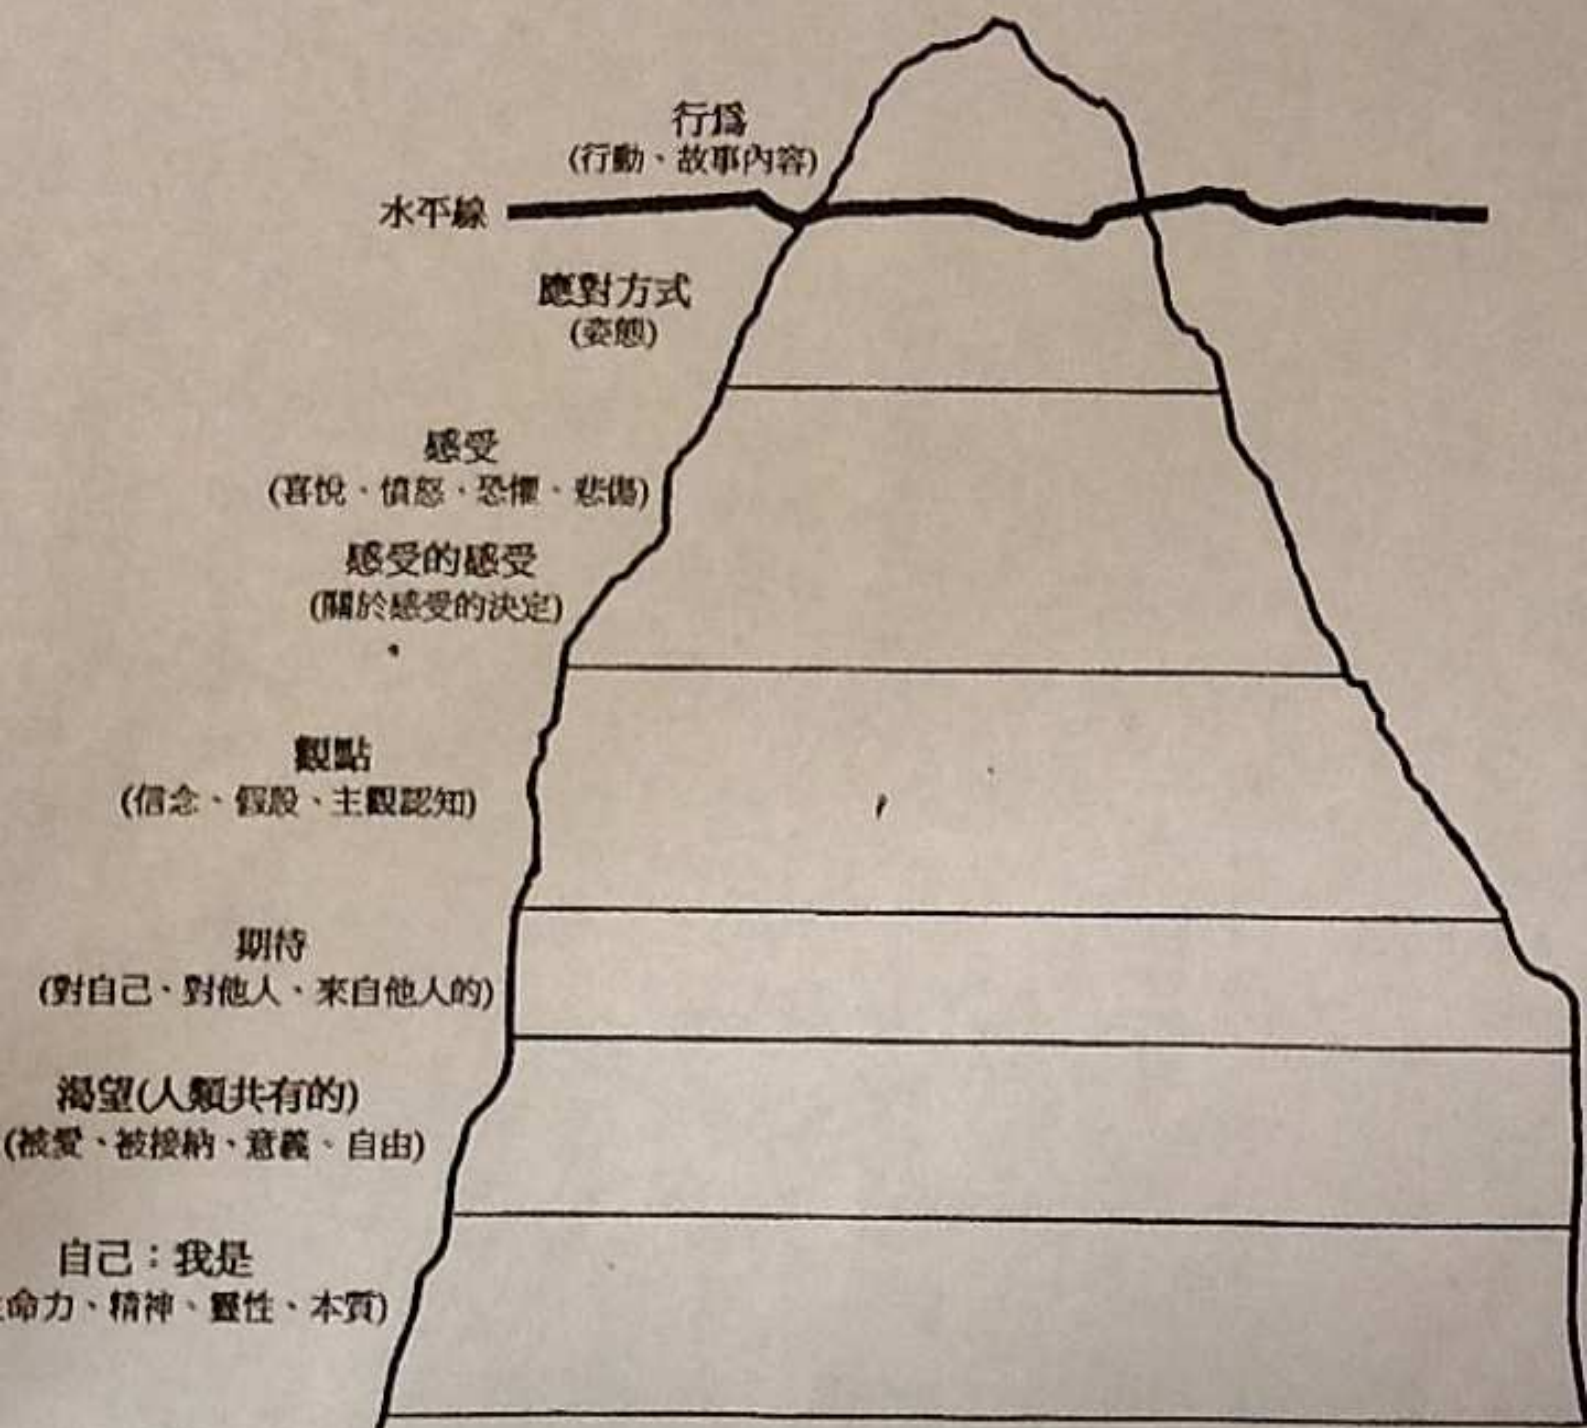 行爲
(行動、故事內容)
水平線
應對方式
(姿態)
感受
(喜悅、憤怒、恐懼、悲傷)
感受的感受
(關於感受的決定)
觀點
(信念、假設、主觀認知)
期待
(對自己、對他人、來自他人的)
渴望(人類共有的)
(被愛、被接納、意義、自由)
自己：我是
命力、精神、靈性、本質)